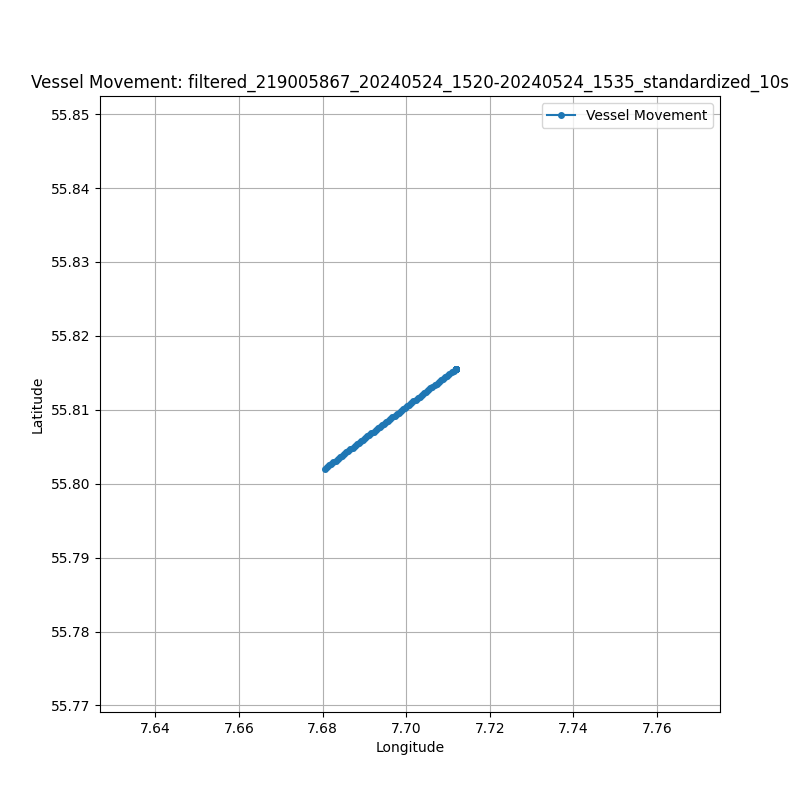 Vessel Movement: filtered_219005867_20240524_1520-20240524_1535_standardized_10s
Vessel Movement
55.85
55.84
55.83
55.82
55.81
55.80
55.79
55.78
55.77
Latitude
7.64 7.66 7.68 7.70 7.72 7.74 7.76
Longitude